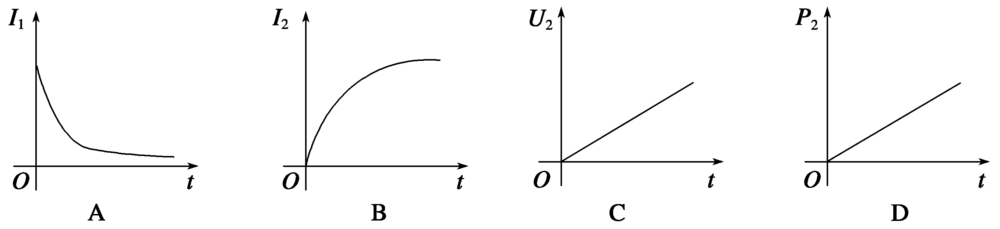 I₁ I₂ U₂ P₂
O t O t O t O t
A B C D